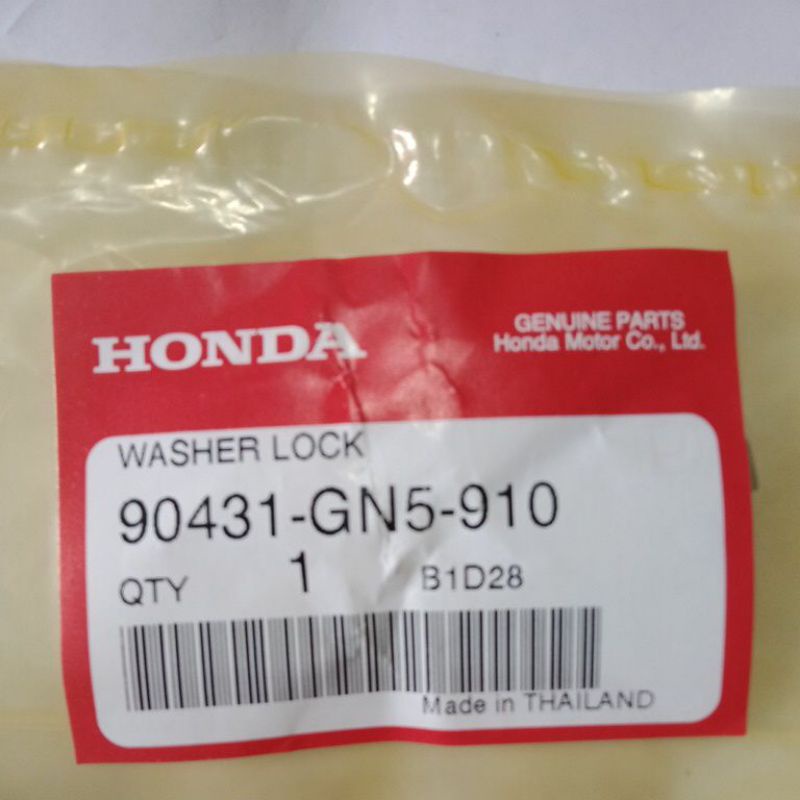 HONDA
GENUINE PARTS
Honda Motor Co., Ltd.
WASHER LOCK
90431-GN5-910
QTY 1 B1D28
Made in THAILAND